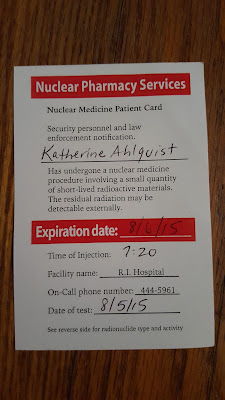 Nuclear Pharmacy Services
Nuclear Medicine Patient Card
Security personnel and law
enforcement notification.
Katherine Ahlquist
Has undergone a nuclear medicine
procedure involving a small quantity
of short-lived radioactive materials.
The residual radiation may be
detectable externally.
Expiration date: 8/6/15
Time of Injection: 7:20
Facility name: R.I. Hospital
On-Call phone number: 444-5961
Date of test: 8/5/15
See reverse side for radionuclide type and activity